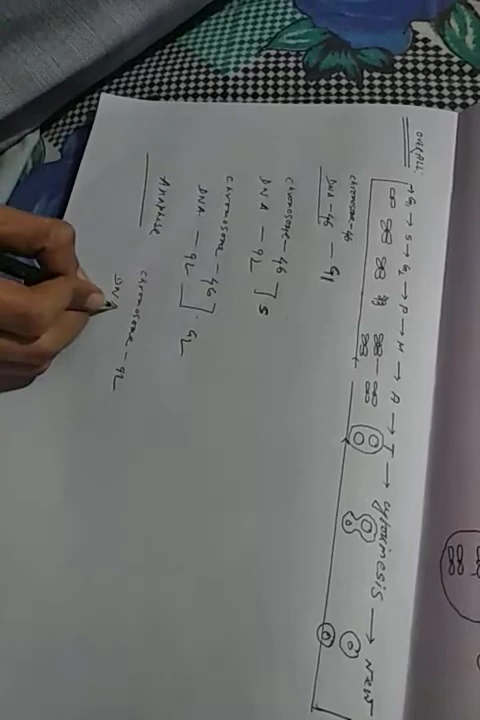 OVERALL:
→ G1 → S → G2 → P → M → A → T → cytokinesis → NEW
chromosome - 46
DNA - 46 - G1
chromosome - 46
DNA - 92 ] S
chromosome - 46
DNA - 92 ] G2
Anaphase
chromosome - 92
DNA